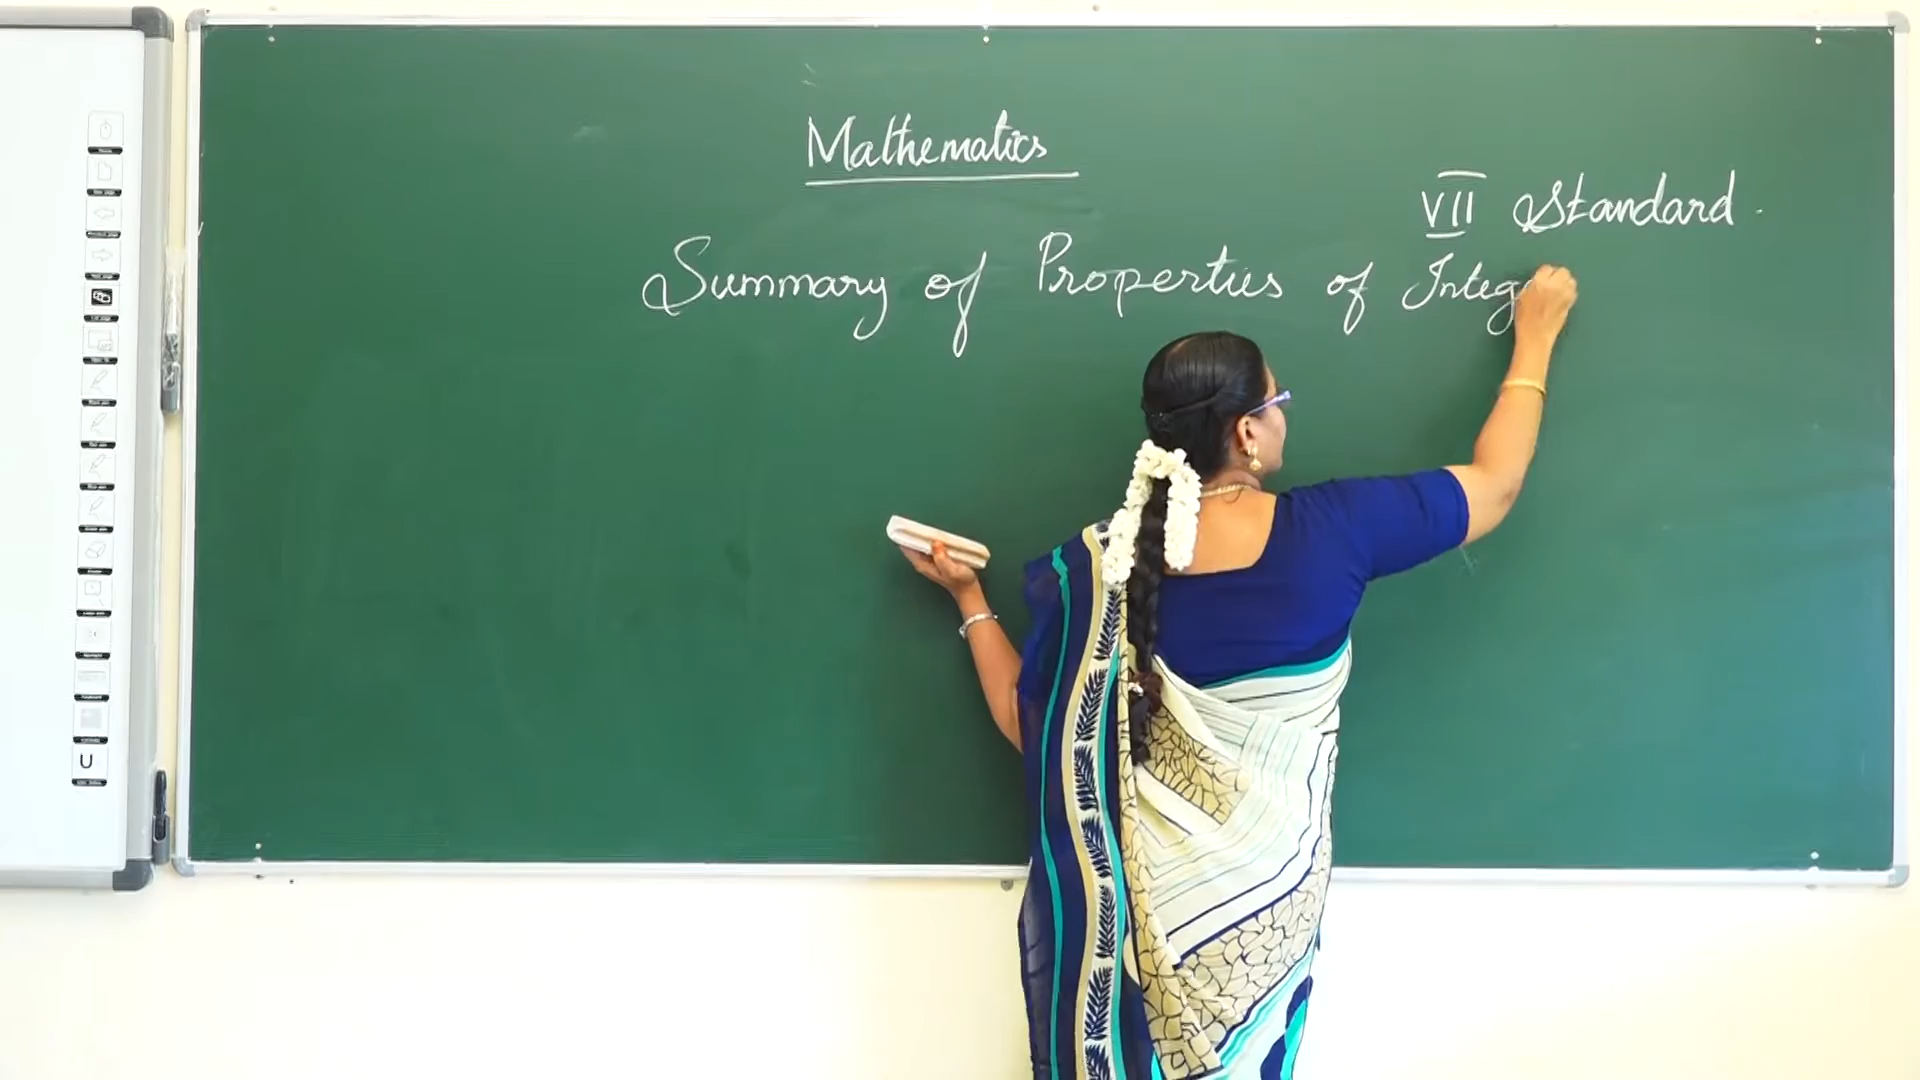 Mathematics
VII Standard.
Summary of Properties of Integ
U